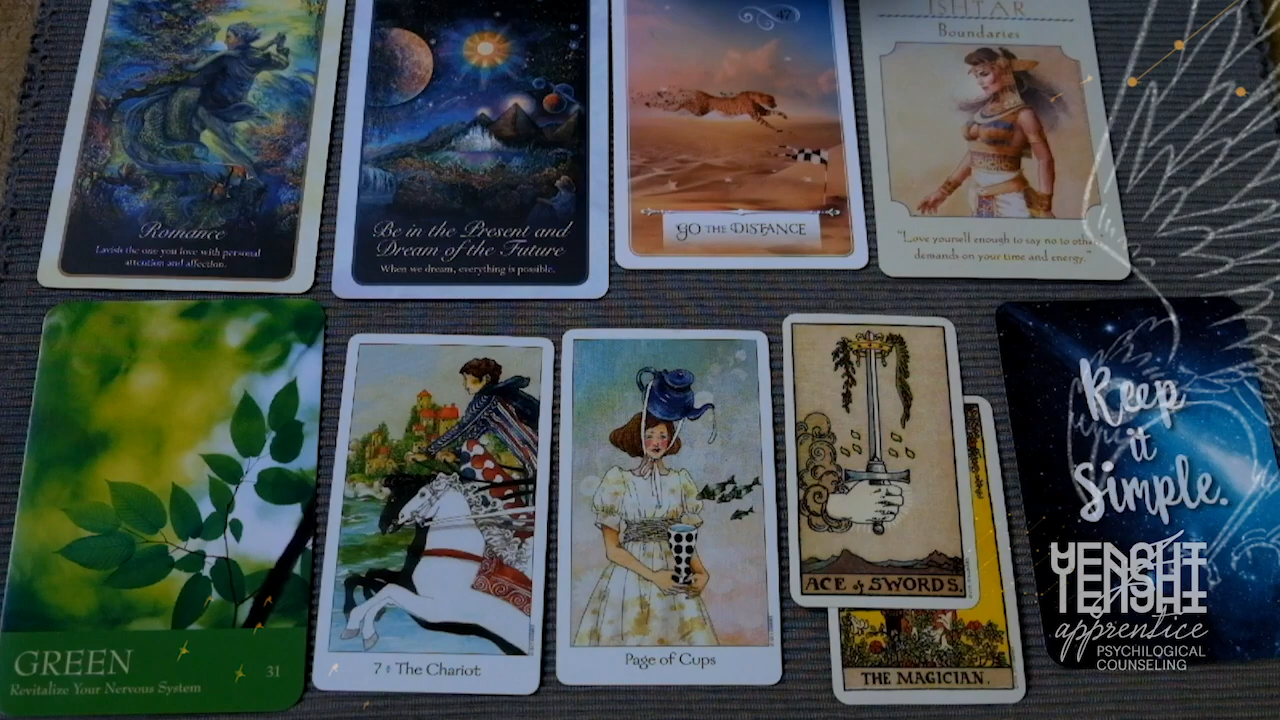 Romance
Lavish the one you love with personal
attention and affection.
Be in the Present and
Dream of the Future
When we dream, everything is possible.
47
GO THE DISTANCE
ISHTAR
Boundaries
"Love yourself enough to say no to other
demands on your time and energy."
GREEN
31
Revitalize Your Nervous System
7 The Chariot
Page of Cups
ACE of SWORDS.
THE MAGICIAN.
Keep
it
Simple.
YENSHI
apprentice
PSYCHILOGICAL
COUNSELING